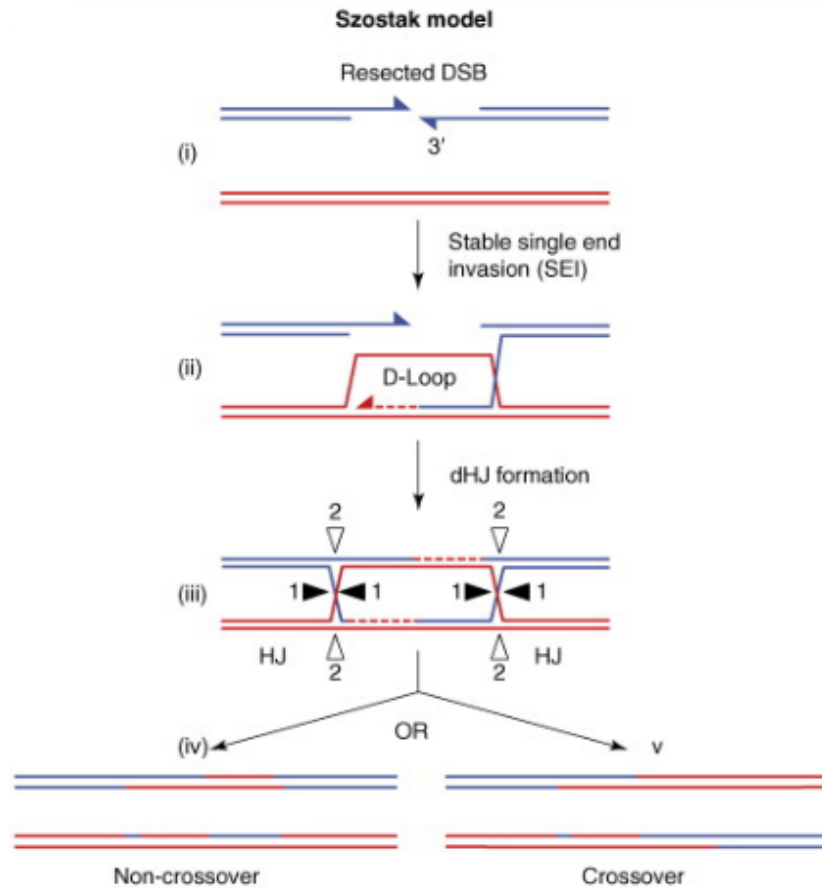 Szostak model
Resected DSB
3'
(i)
Stable single end
invasion (SEI)
(ii)
D-Loop
dHJ formation
2 2
(iii) 1 1 1 1
HJ 2 2 HJ
OR
(iv) v
Non-crossover Crossover